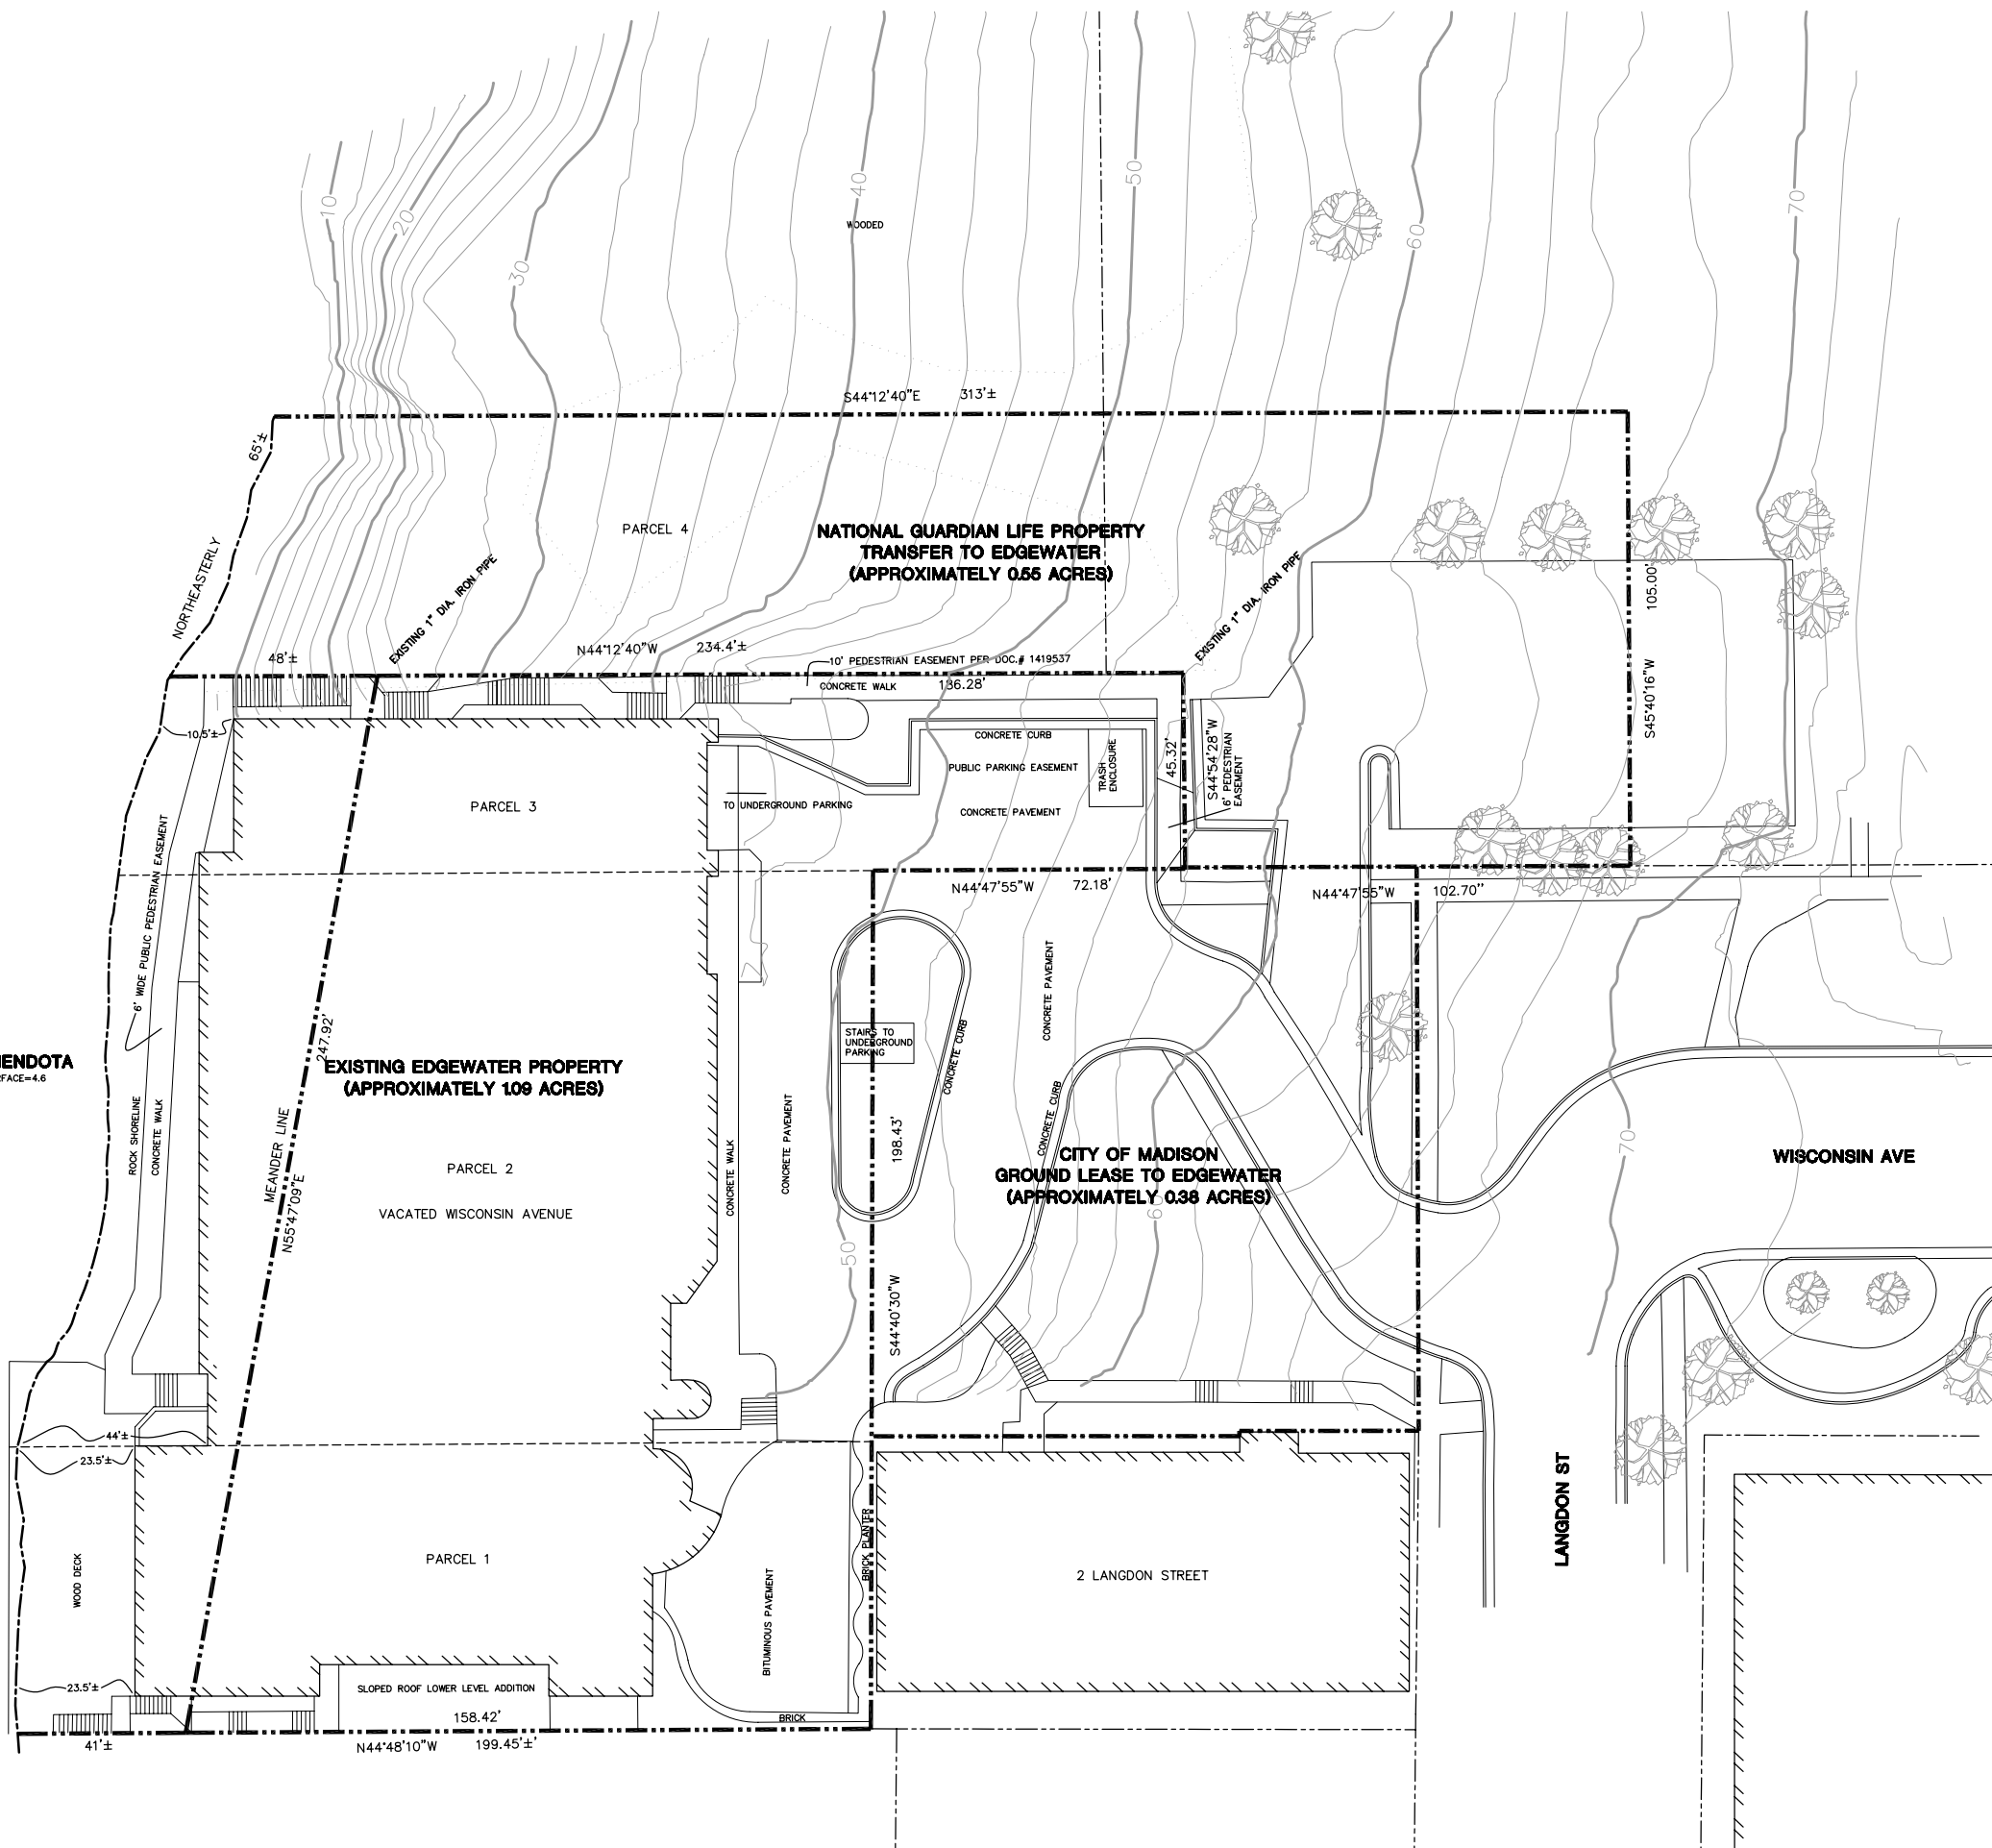 10
20
30
40
50
60
70
WOODED
S44°12'40"E 313'±
65'±
NORTHEASTERLY
PARCEL 4
NATIONAL GUARDIAN LIFE PROPERTY
TRANSFER TO EDGEWATER
(APPROXIMATELY 0.55 ACRES)
EXISTING 1" DIA. IRON PIPE
EXISTING 1" DIA. IRON PIPE
105.00'
S45°40'16"W
48'±
N44°12'40"W 234.4'±
10' PEDESTRIAN EASEMENT PER DOC.# 1419537
CONCRETE WALK
136.28'
10.5'±
CONCRETE CURB
PUBLIC PARKING EASEMENT
TRASH
ENCLOSURE
CONCRETE PAVEMENT
45.32'
S44°54'28"W
6' PEDESTRIAN
EASEMENT
PARCEL 3
TO UNDERGROUND PARKING
6' WIDE PUBLIC PEDESTRIAN EASEMENT
N44°47'55"W 72.18'
N44°47'55"W 102.70''
CONCRETE PAVEMENT
STAIRS TO
UNDERGROUND
PARKING
CONCRETE CURB
CONCRETE CURB
MENDOTA
FACE=4.6
247.92'
EXISTING EDGEWATER PROPERTY
(APPROXIMATELY 1.09 ACRES)
MEANDER LINE
N55°47'09"E
ROCK SHORELINE
CONCRETE WALK
PARCEL 2
VACATED WISCONSIN AVENUE
CONCRETE WALK
CONCRETE PAVEMENT
198.43'
S44°40'30"W
CITY OF MADISON
GROUND LEASE TO EDGEWATER
(APPROXIMATELY 0.38 ACRES)
6
50
70
WISCONSIN AVE
LANGDON ST
44'±
23.5'±
WOOD DECK
PARCEL 1
BITUMINOUS PAVEMENT
BRICK PLANTER
2 LANGDON STREET
23.5'±
SLOPED ROOF LOWER LEVEL ADDITION
158.42'
BRICK
41'±
N44°48'10"W 199.45'±'